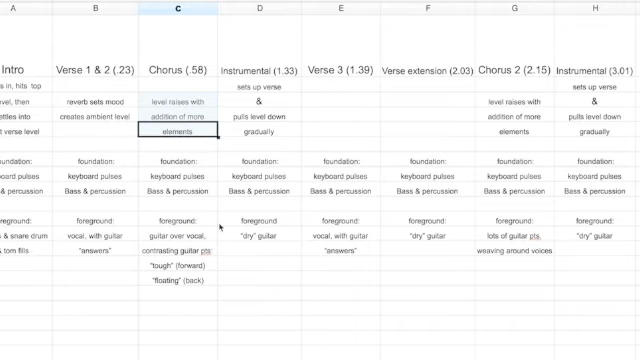 A B C D E F G H
Intro Verse 1 & 2 (.23) Chorus (.58) Instrumental (1.33) Verse 3 (1.39) Verse extension (2.03) Chorus 2 (2.15) Instrumental (3.01)
s in, hits top sets up verse sets up verse
evel, then reverb sets mood level raises with & level raises with &
ettles into creates ambient level addition of more pulls level down addition of more pulls level down
t verse level elements gradually elements gradually
foundation: foundation: foundation: foundation: foundation: foundation: foundation: foundation:
keyboard pulses keyboard pulses keyboard pulses keyboard pulses keyboard pulses keyboard pulses keyboard pulses keyboard pulses
Bass & percussion Bass & percussion Bass & percussion Bass & percussion Bass & percussion Bass & percussion Bass & percussion Bass & percussion
foreground: foreground: foreground: foreground foreground: foreground: foreground: foreground:
s & snare drum vocal, with guitar guitar over vocal, "dry" guitar vocal, with guitar "dry" guitar lots of guitar pts. "dry" guitar
& tom fills "answers" contrasting guitar pts: "answers" weaving around voices
"tough" (forward)
"floating" (back)